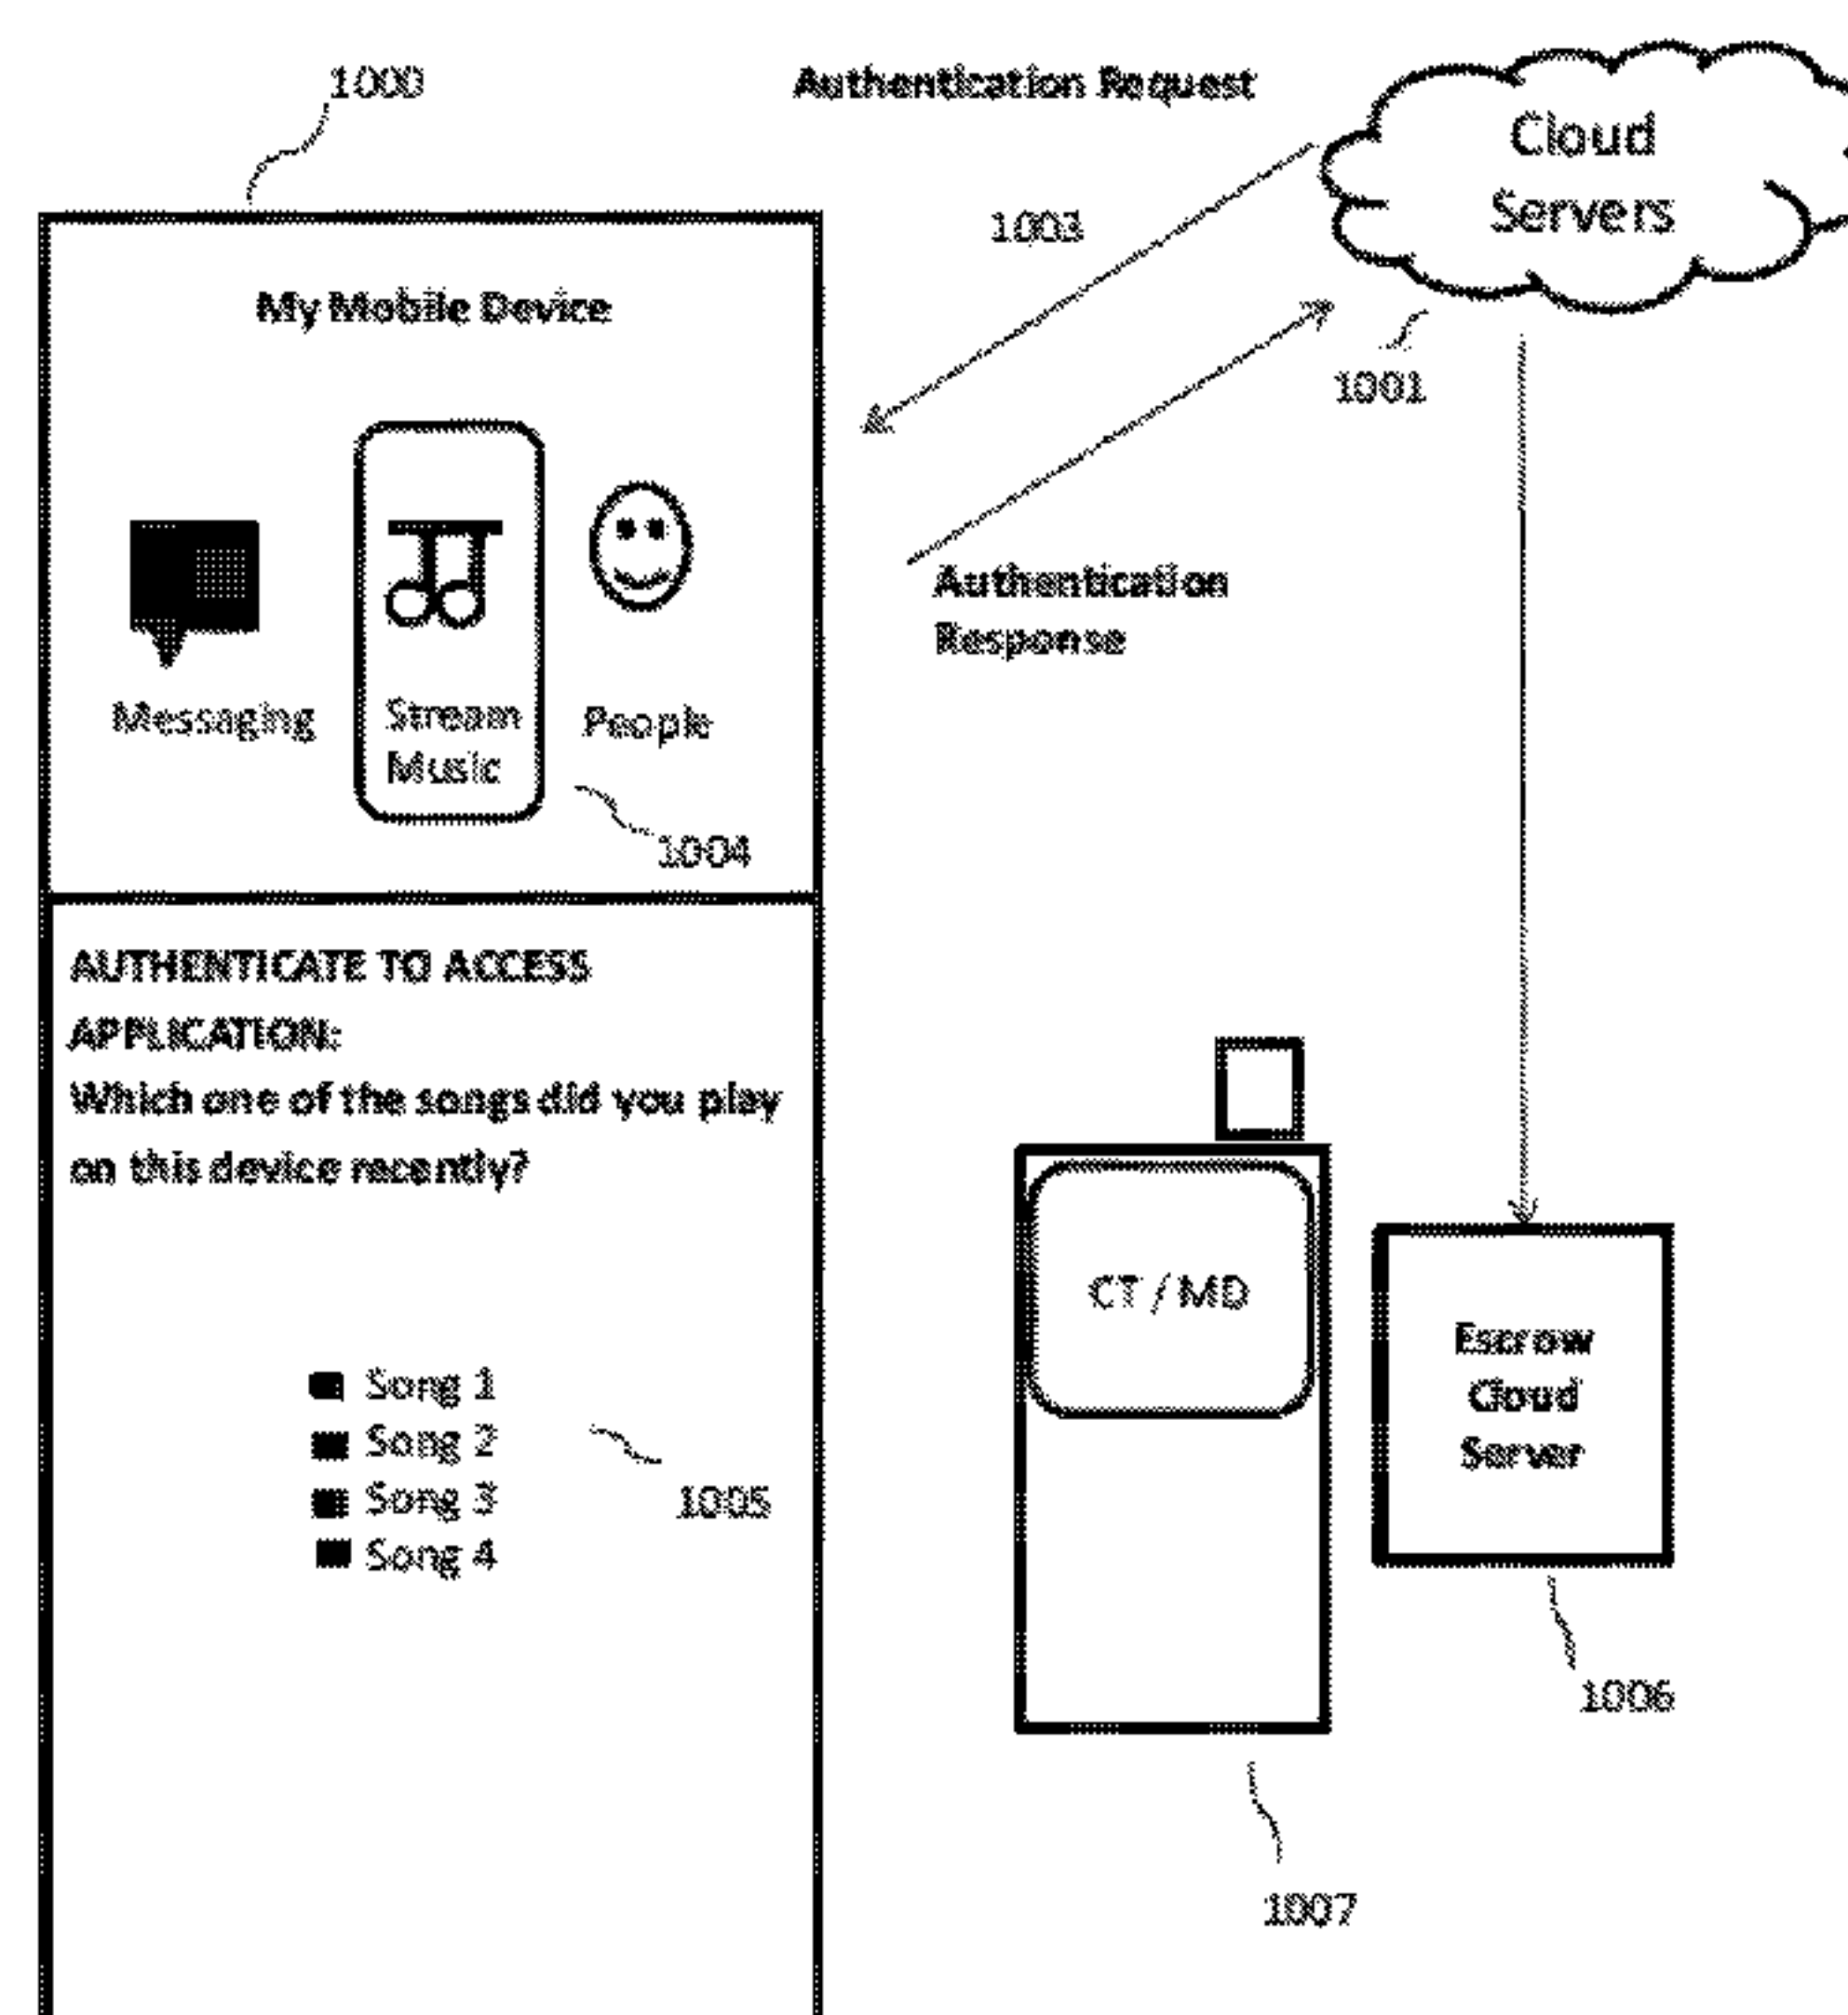 1000
Authentication Request
Cloud
Servers
1003
My Mobile Device
1001
Authentication
Response
Messaging
Stream
Music
People
1004
AUTHENTICATE TO ACCESS
APPLICATION:
Which one of the songs did you play
on this device recently?
CT / MD
Escrow
Cloud
Server
Song 1
Song 2
Song 3
Song 4
1005
1006
1007